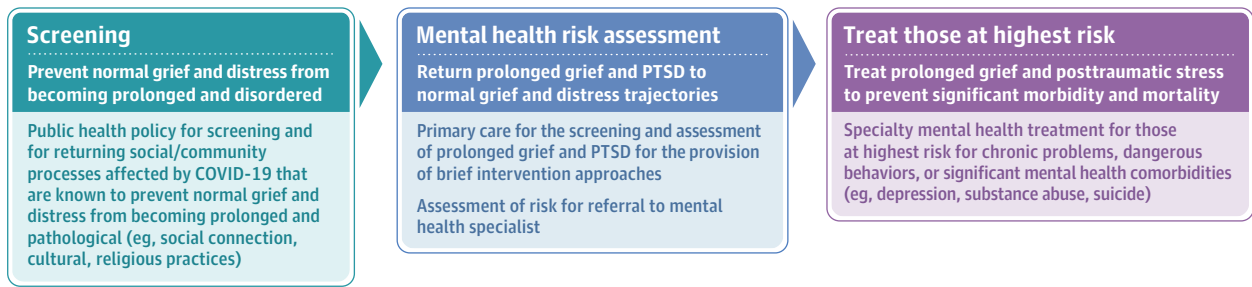 Screening
Prevent normal grief and distress from
becoming prolonged and disordered
Public health policy for screening and
for returning social/community
processes affected by COVID-19 that
are known to prevent normal grief and
distress from becoming prolonged and
pathological (eg, social connection,
cultural, religious practices)
Mental health risk assessment
Return prolonged grief and PTSD to
normal grief and distress trajectories
Primary care for the screening and assessment
of prolonged grief and PTSD for the provision
of brief intervention approaches
Assessment of risk for referral to mental
health specialist
Treat those at highest risk
Treat prolonged grief and posttraumatic stress
to prevent significant morbidity and mortality
Specialty mental health treatment for those
at highest risk for chronic problems, dangerous
behaviors, or significant mental health comorbidities
(eg, depression, substance abuse, suicide)